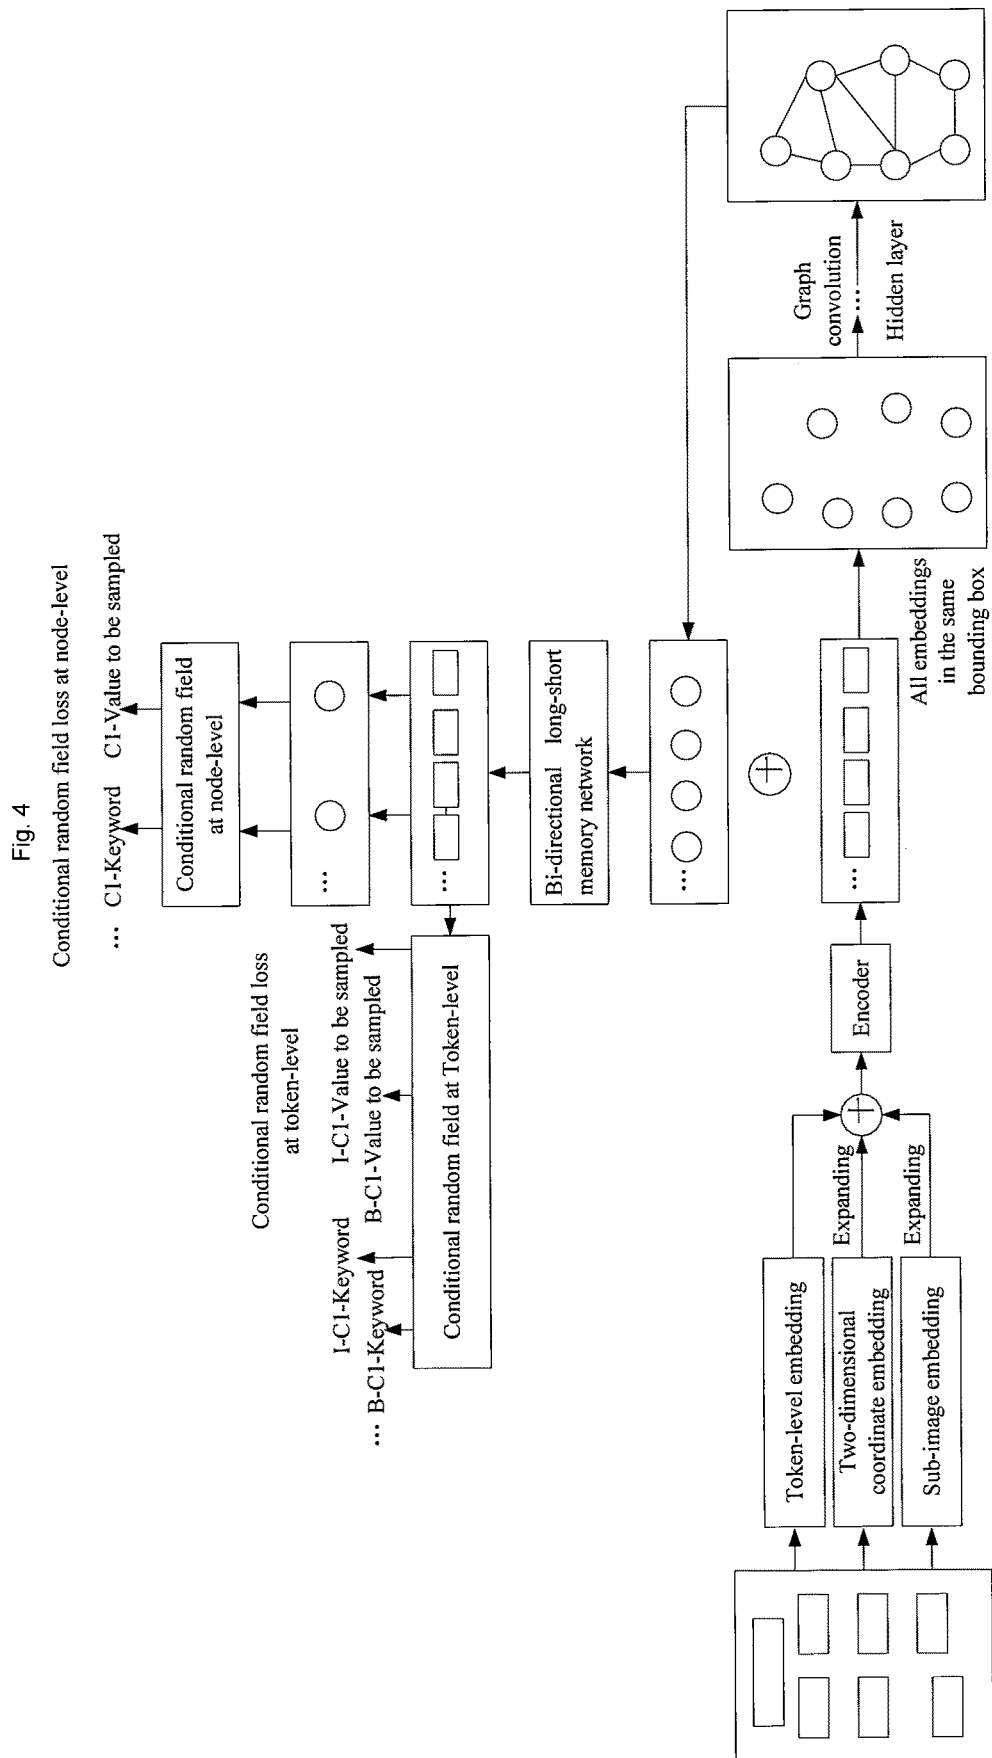 Fig. 4
Conditional random field loss at node-level
... C1-Keyword C1-Value to be sampled
Conditional random field
at node-level
...
...
Bi-directional long-short
memory network
...
Conditional random field loss
at token-level
I-C1-Keyword I-C1-Value to be sampled
... B-C1-Keyword B-C1-Value to be sampled
Conditional random field at Token-level
Token-level embedding
Two-dimensional
coordinate embedding
Sub-image embedding
Expanding
Expanding
Encoder
...
All embeddings
in the same
bounding box
Graph
convolution
...
Hidden layer